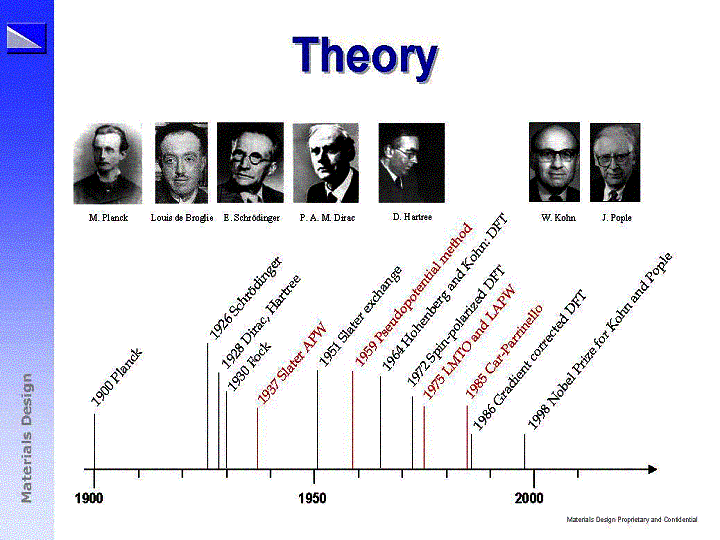 Theory
M. Planck
Louis de Broglie
E. Schrödinger
P. A. M. Dirac
D. Hartree
W. Kohn
J. Pople
1900 Planck
1926 Schrödinger
1928 Dirac, Hartree
1930 Fock
1937 Slater APW
1951 Slater exchange
1959 Pseudopotential method
1964 Hohenberg and Kohn: DFT
1972 Spin-polarized DFT
1975 LMTO and LAPW
1985 Car-Parrinello
1986 Gradient corrected DFT
1998 Nobel Prize for Kohn and Pople
1900
1950
2000
Materials Design
Materials Design Proprietary and Confidential